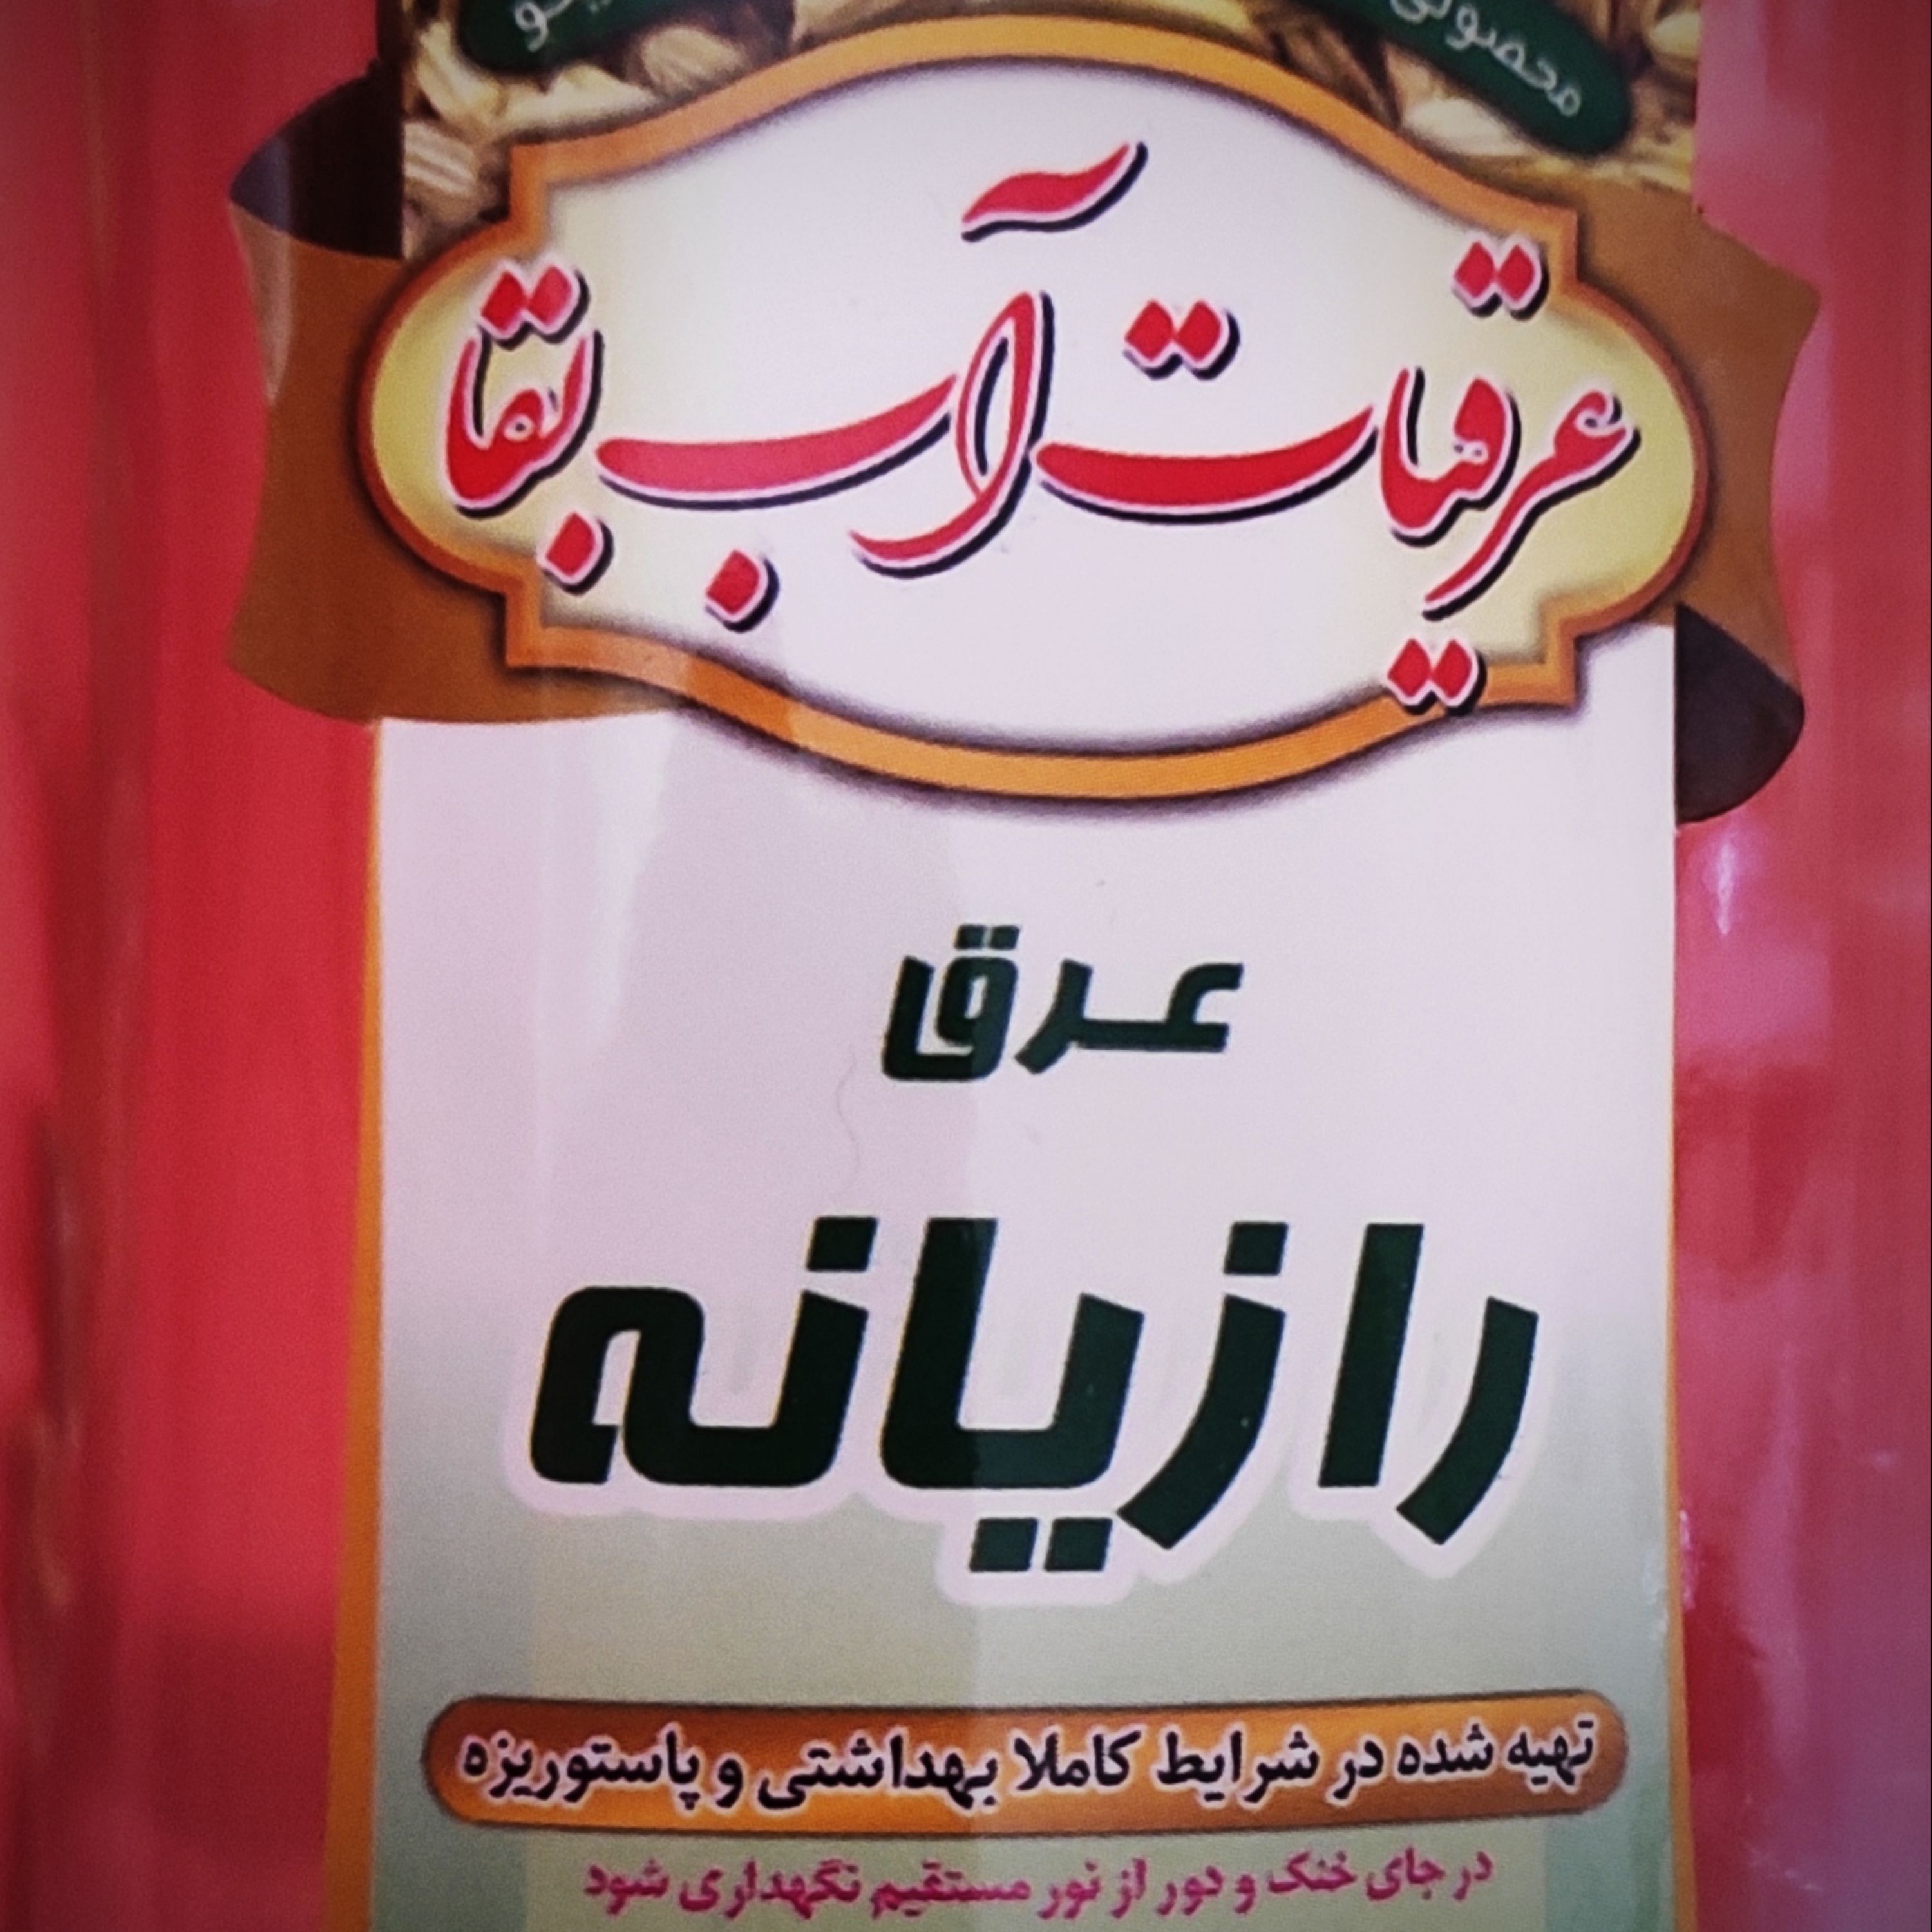 محصولی
عرقیات آب بقا
عرق
رازیانه
تهیه شده در شرایط کاملا بهداشتی و پاستوریزه
در جای خنک و دور از نور مستقیم نگهداری شود